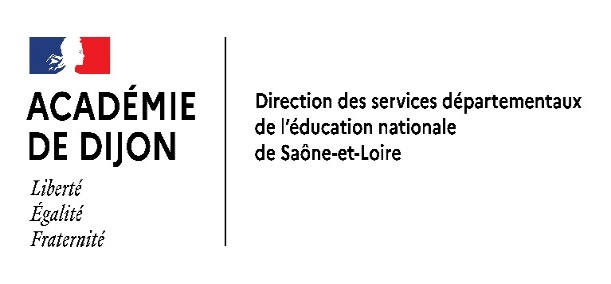 ACADÉMIE
DE DIJON
Liberté
Égalité
Fraternité
Direction des services départementaux
de l’éducation nationale
de Saône-et-Loire